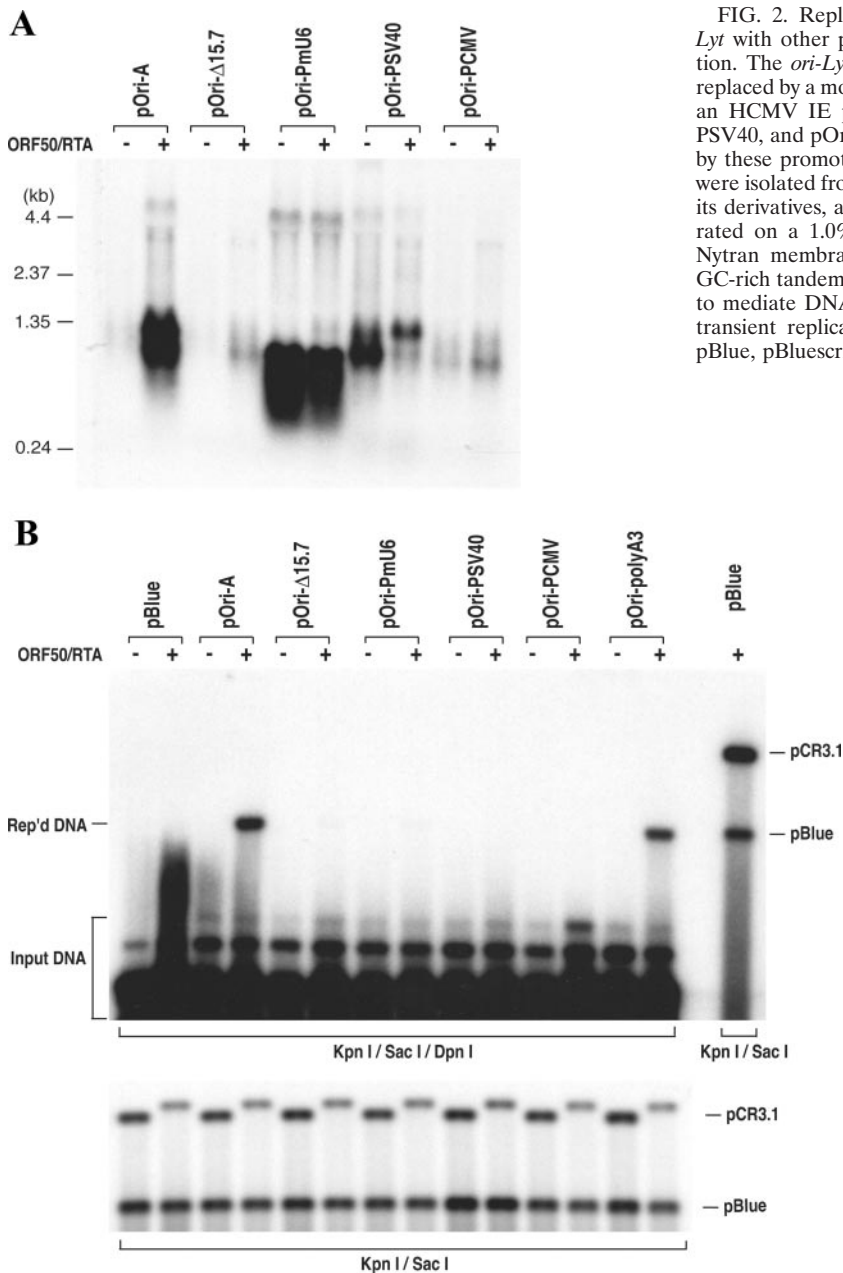 A
pOri-A
pOri-Δ15.7
pOri-PmU6
pOri-PSV40
pOri-PCMV
ORF50/RTA - + - + - + - + - +
(kb)
4.4
2.37
1.35
0.24
FIG. 2. Repl
Lyt with other p
tion. The ori-Ly
replaced by a mo
an HCMV IE p
PSV40, and pOr
by these promot
were isolated fro
its derivatives, a
rated on a 1.0%
Nytran membra
GC-rich tandem
to mediate DNA
transient replica
pBlue, pBluescr
B
pBlue
pOri-A
pOri-Δ15.7
pOri-PmU6
pOri-PSV40
pOri-PCMV
pOri-polyA3
pBlue
ORF50/RTA - + - + - + - + - + - + - + +
pCR3.1
Rep'd DNA
pBlue
Input DNA
Kpn I / Sac I / Dpn I
Kpn I / Sac I
pCR3.1
pBlue
Kpn I / Sac I